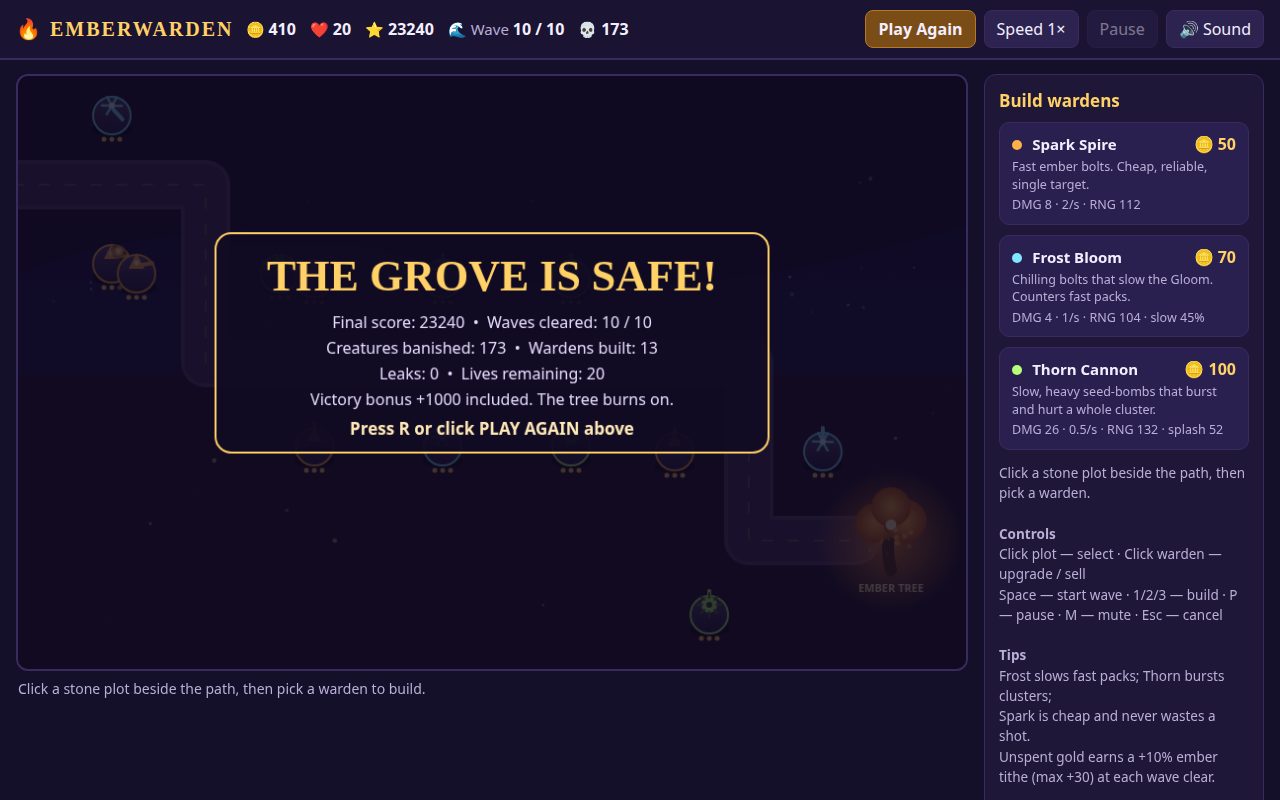 EMBERWARDEN 410 20 23240 Wave 10 / 10 173
Play Again Speed 1× Pause Sound
THE GROVE IS SAFE!
Final score: 23240 • Waves cleared: 10 / 10
Creatures banished: 173 • Wardens built: 13
Leaks: 0 • Lives remaining: 20
Victory bonus +1000 included. The tree burns on.
Press R or click PLAY AGAIN above
EMBER TREE
Click a stone plot beside the path, then pick a warden to build.
Build wardens
Spark Spire 50
Fast ember bolts. Cheap, reliable,
single target.
DMG 8 · 2/s · RNG 112
Frost Bloom 70
Chilling bolts that slow the Gloom.
Counters fast packs.
DMG 4 · 1/s · RNG 104 · slow 45%
Thorn Cannon 100
Slow, heavy seed-bombs that burst
and hurt a whole cluster.
DMG 26 · 0.5/s · RNG 132 · splash 52
Click a stone plot beside the path, then
pick a warden.
Controls
Click plot — select · Click warden —
upgrade / sell
Space — start wave · 1/2/3 — build · P
— pause · M — mute · Esc — cancel
Tips
Frost slows fast packs; Thorn bursts
clusters;
Spark is cheap and never wastes a
shot.
Unspent gold earns a +10% ember
tithe (max +30) at each wave clear.